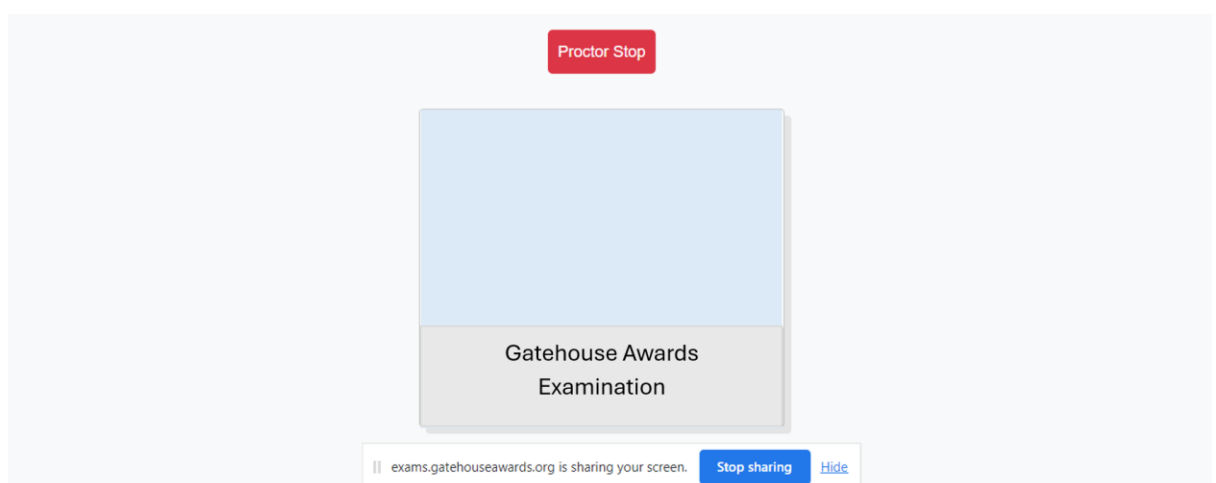 Proctor Stop
Gatehouse Awards
Examination
exams.gatehouseawards.org is sharing your screen. Stop sharing Hide